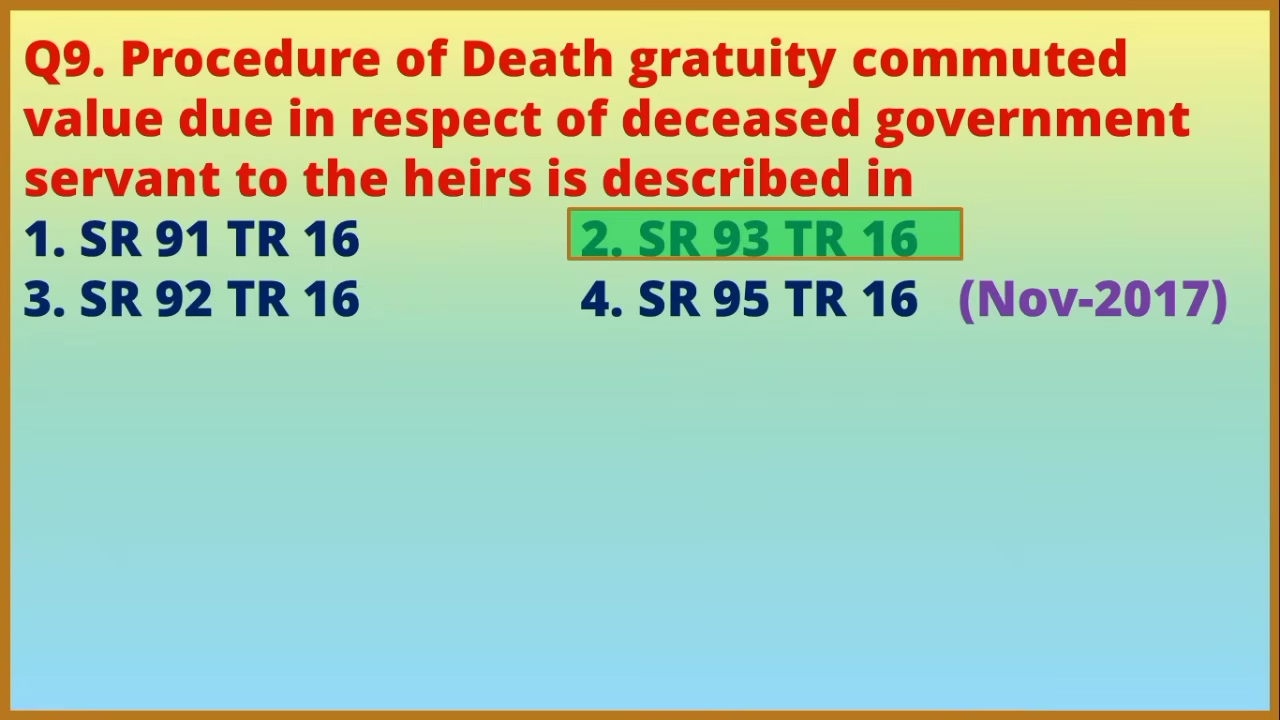 Q9. Procedure of Death gratuity commuted
value due in respect of deceased government
servant to the heirs is described in
1. SR 91 TR 16 2. SR 93 TR 16
3. SR 92 TR 16 4. SR 95 TR 16 (Nov-2017)